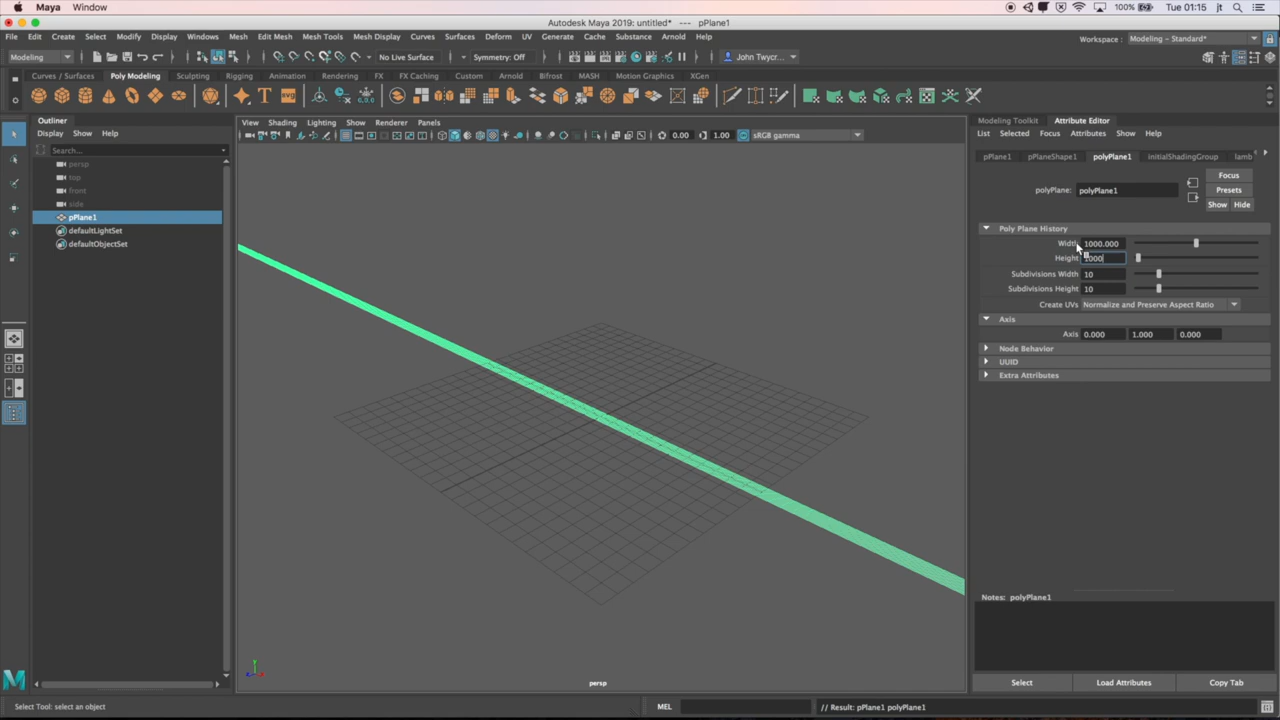 Maya Window 100% Tue 01:15 jt
Autodesk Maya 2019: untitled* --- pPlane1
File Edit Create Select Modify Display Windows Mesh Edit Mesh Mesh Tools Mesh Display Curves Surfaces Deform UV Generate Cache Substance Arnold Help Workspace : Modeling - Standard*
Modeling No Live Surface Symmetry: Off John Twycr...
Curves / Surfaces Poly Modeling Sculpting Rigging Animation Rendering FX FX Caching Custom Arnold Bifrost MASH Motion Graphics XGen
Outliner
Display Show Help
Search...
persp
top
front
side
pPlane1
defaultLightSet
defaultObjectSet
View Shading Lighting Show Renderer Panels
0.00 1.00 sRGB gamma
persp
Modeling Toolkit Attribute Editor
List Selected Focus Attributes Show Help
pPlane1 pPlaneShape1 polyPlane1 initialShadingGroup lamb
Focus
polyPlane: polyPlane1 Presets
Show Hide
Poly Plane History
Width 1000.000
Height 1000
Subdivisions Width 10
Subdivisions Height 10
Create UVs Normalize and Preserve Aspect Ratio
Axis
Axis 0.000 1.000 0.000
Node Behavior
UUID
Extra Attributes
Notes: polyPlane1
Select Load Attributes Copy Tab
Select Tool: select an object MEL // Result: pPlane1 polyPlane1